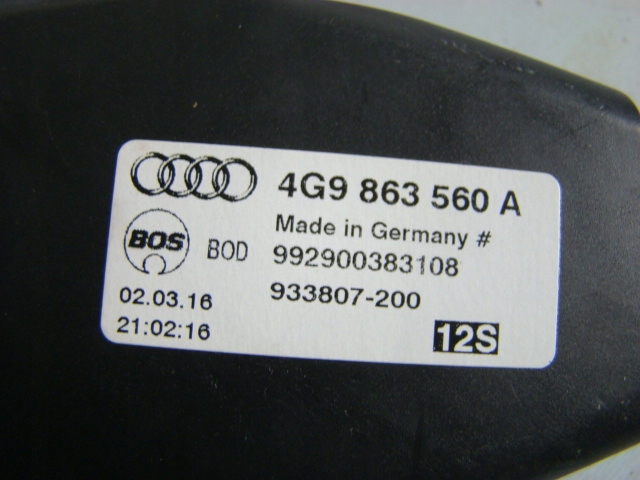 4G9 863 560 A
Made in Germany #
BOS BOD 992900383108
02.03.16 933807-200
21:02:16 12S